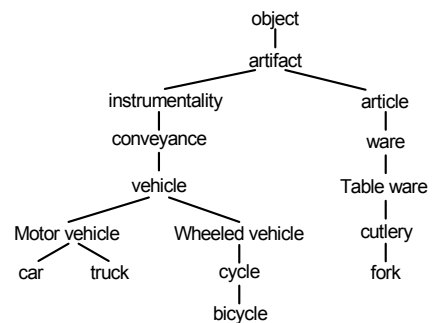 object
artifact
instrumentality article
conveyance ware
vehicle Table ware
Motor vehicle Wheeled vehicle cutlery
car truck cycle fork
bicycle